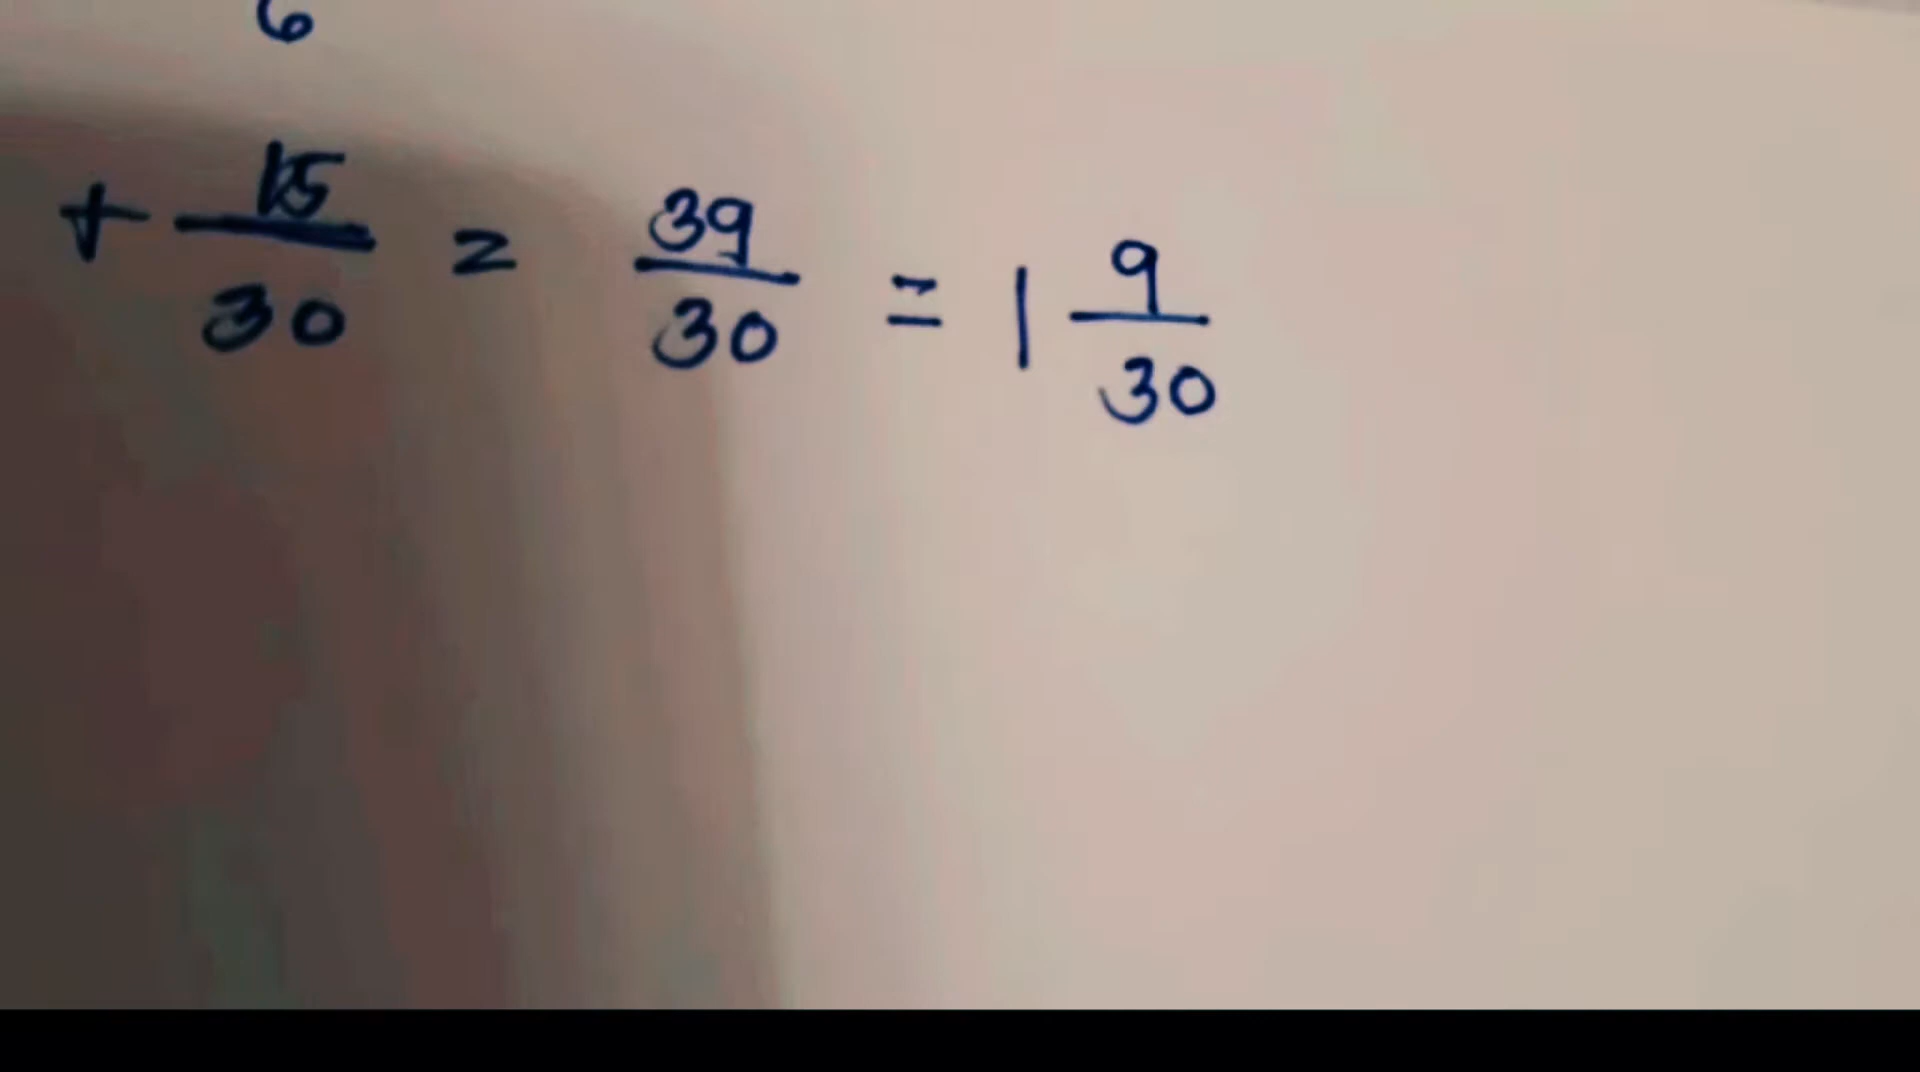 6
+ 15/30 = 39/30 = 1 9/30